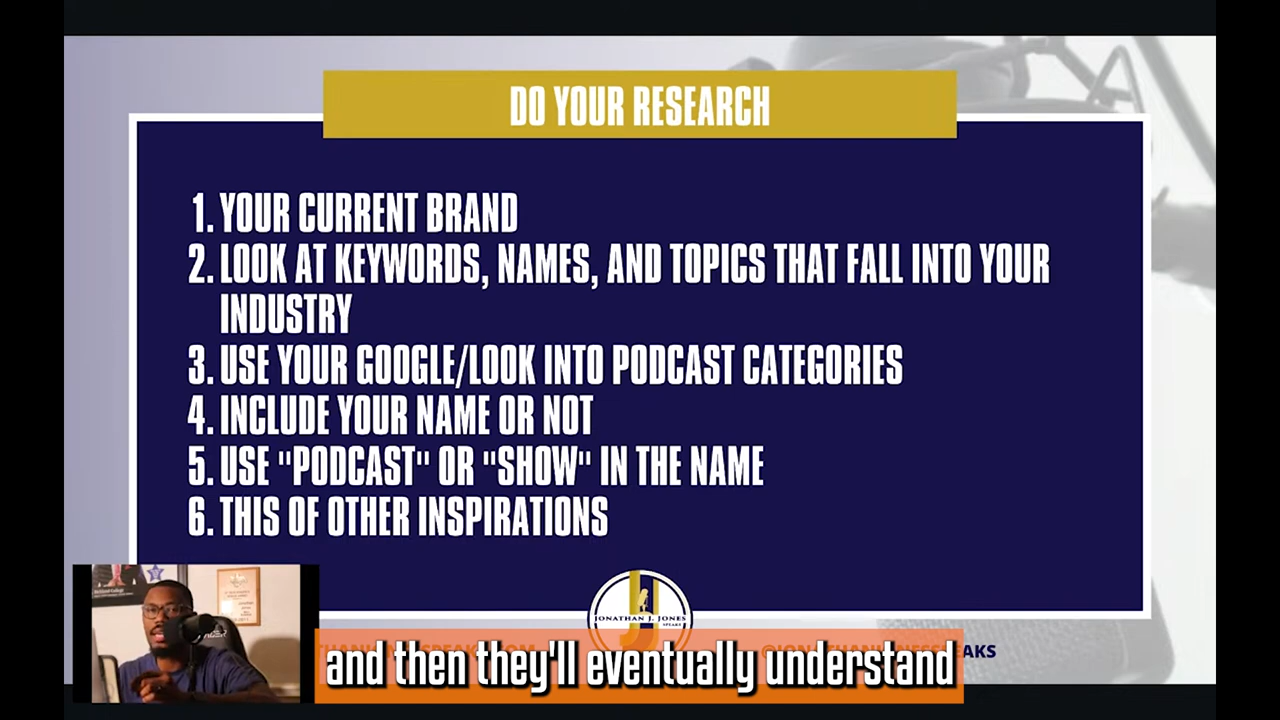 DO YOUR RESEARCH
1. YOUR CURRENT BRAND
2. LOOK AT KEYWORDS, NAMES, AND TOPICS THAT FALL INTO YOUR
INDUSTRY
3. USE YOUR GOOGLE/LOOK INTO PODCAST CATEGORIES
4. INCLUDE YOUR NAME OR NOT
5. USE "PODCAST" OR "SHOW" IN THE NAME
6. THIS OF OTHER INSPIRATIONS
JONATHAN J. JONES
SPEAKS
@JONATHANJJONESSPEAKS
and then they'll eventually understand